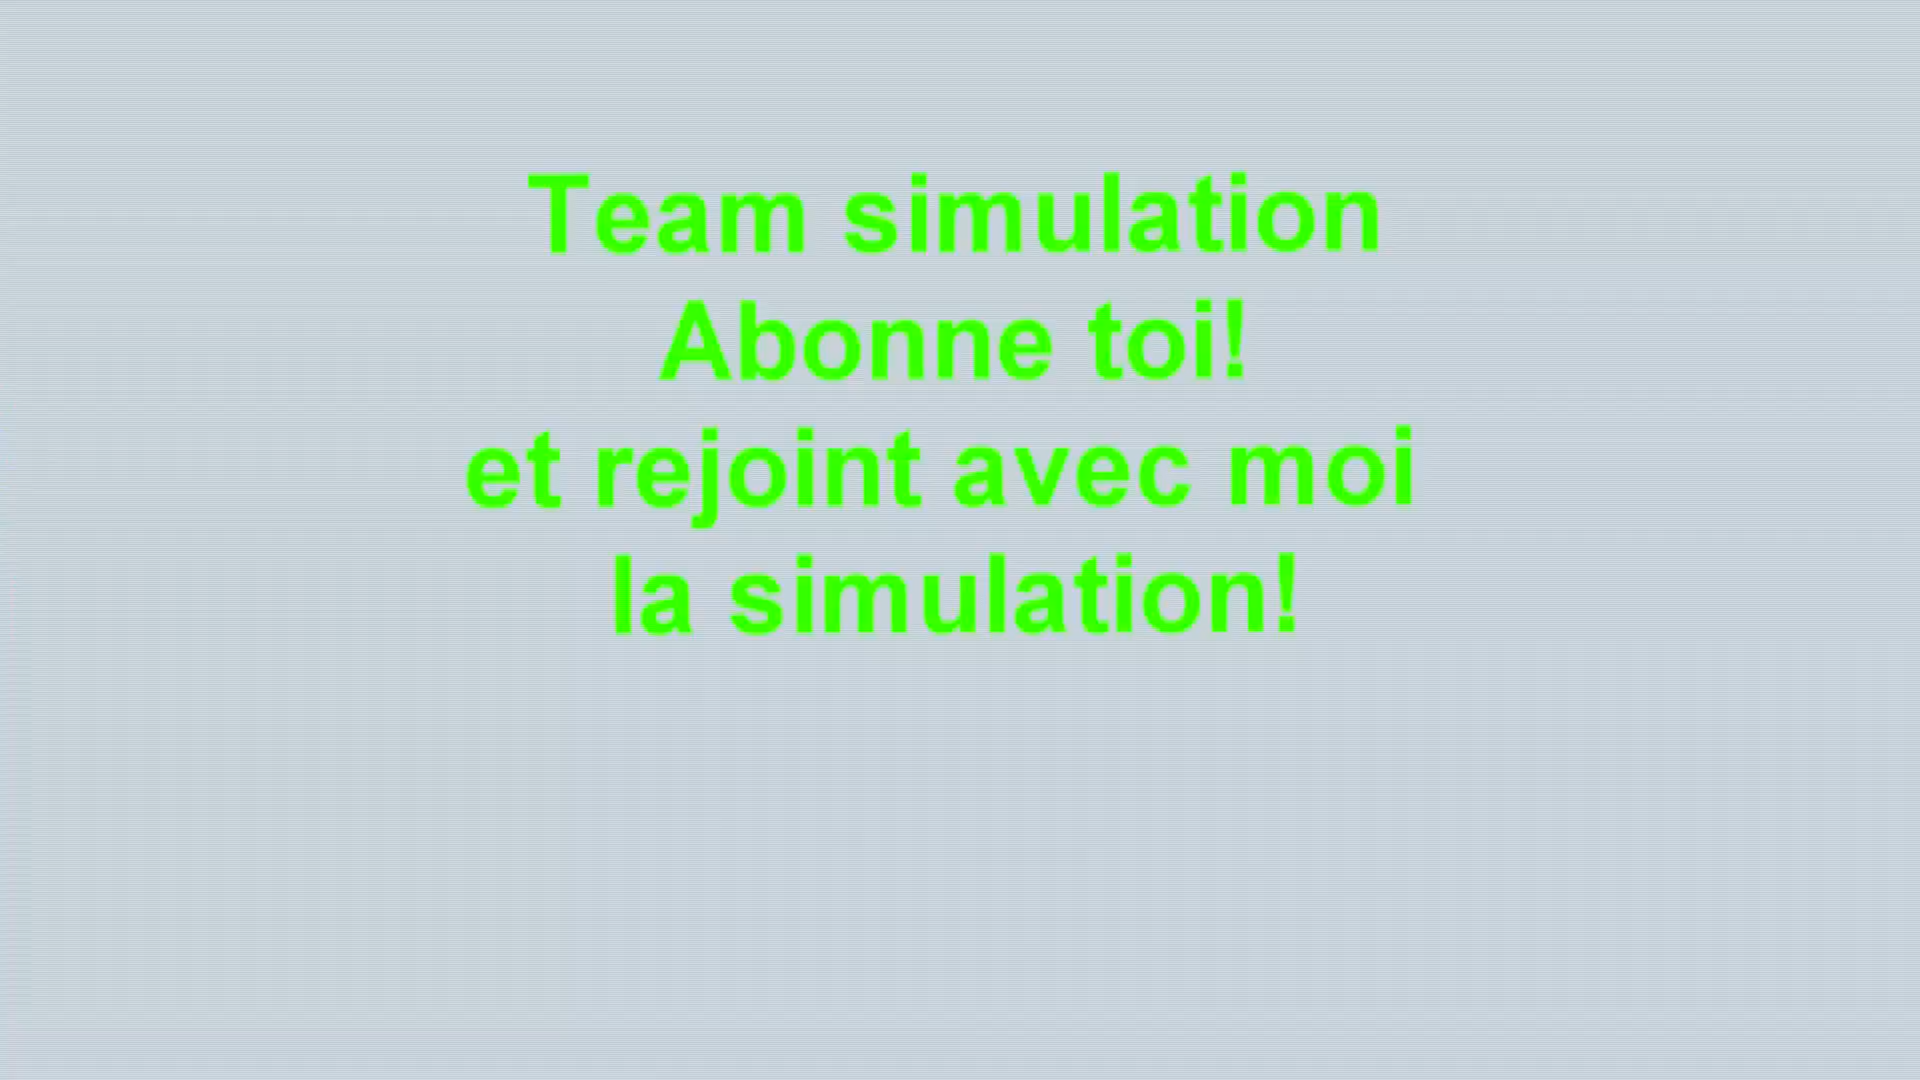 Team simulation
Abonne toi!
et rejoint avec moi
la simulation!